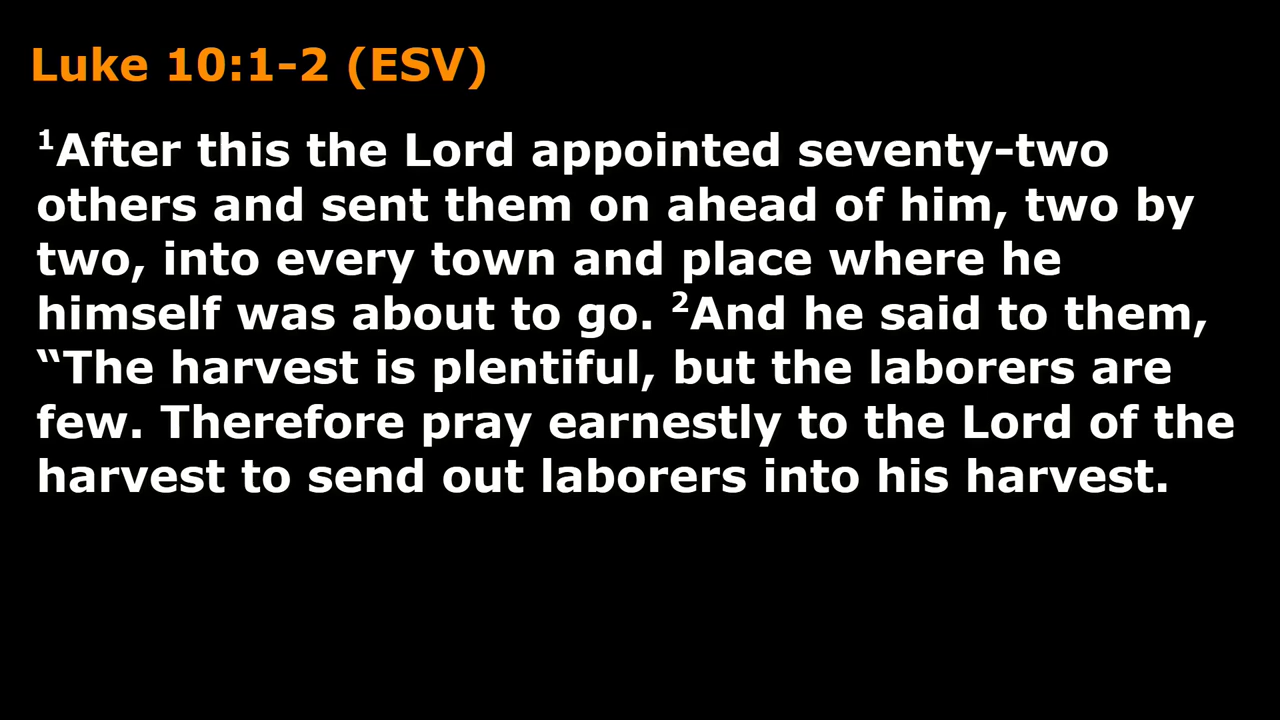 Luke 10:1-2 (ESV)
¹After this the Lord appointed seventy-two
others and sent them on ahead of him, two by
two, into every town and place where he
himself was about to go. ²And he said to them,
“The harvest is plentiful, but the laborers are
few. Therefore pray earnestly to the Lord of the
harvest to send out laborers into his harvest.